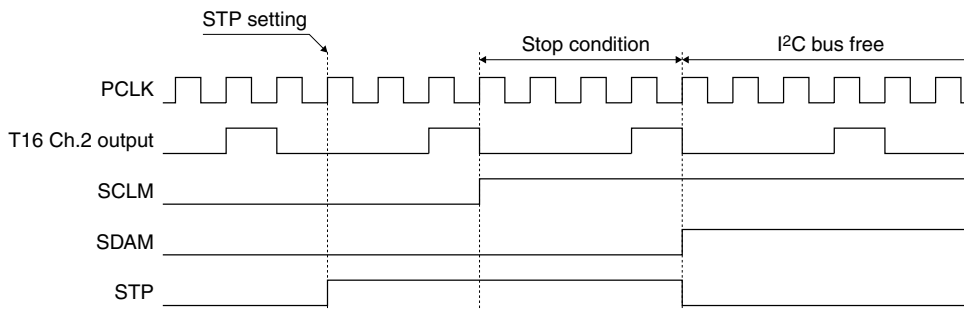 STP setting
Stop condition
I²C bus free
PCLK
T16 Ch.2 output
SCLM
SDAM
STP